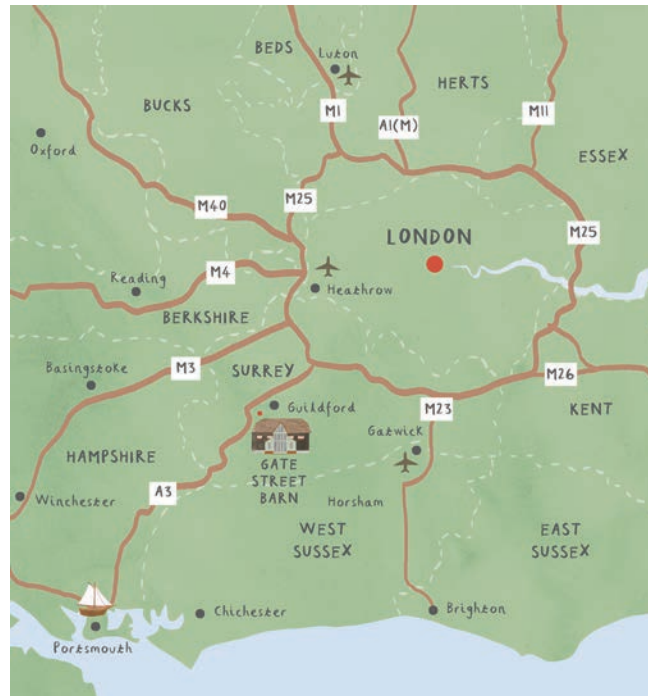 BEDS
Luton
HERTS
BUCKS
M1
A1(M)
M11
Oxford
ESSEX
M25
M40
LONDON
M25
M4
Reading
Heathrow
BERKSHIRE
M3
SURREY
Basingstoke
M26
Guildford
M23
KENT
Gatwick
HAMPSHIRE
GATE
STREET
BARN
A3
Winchester
Horsham
WEST
SUSSEX
EAST
SUSSEX
Chichester
Brighton
Portsmouth